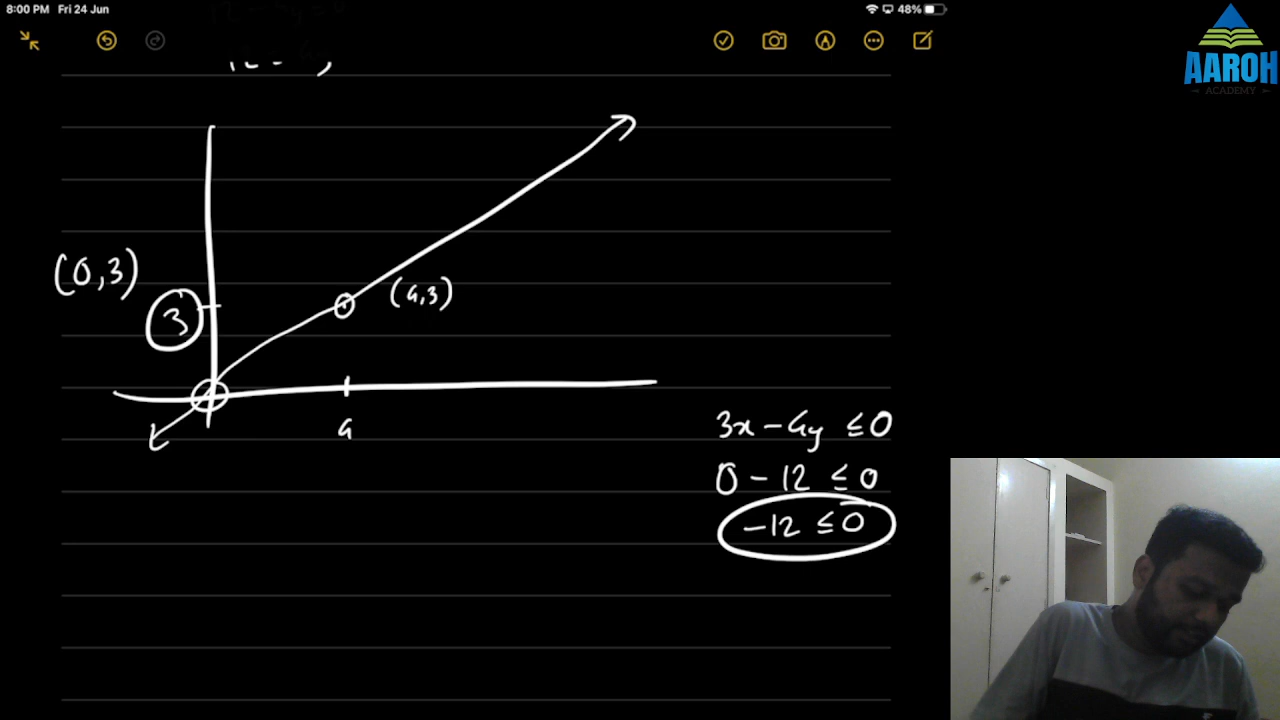 8:00 PM Fri 24 Jun
48%
AAROH
ACADEMY
(0,3)
3
(4,3)
4
3x - 4y ≤ 0
0 - 12 ≤ 0
-12 ≤ 0